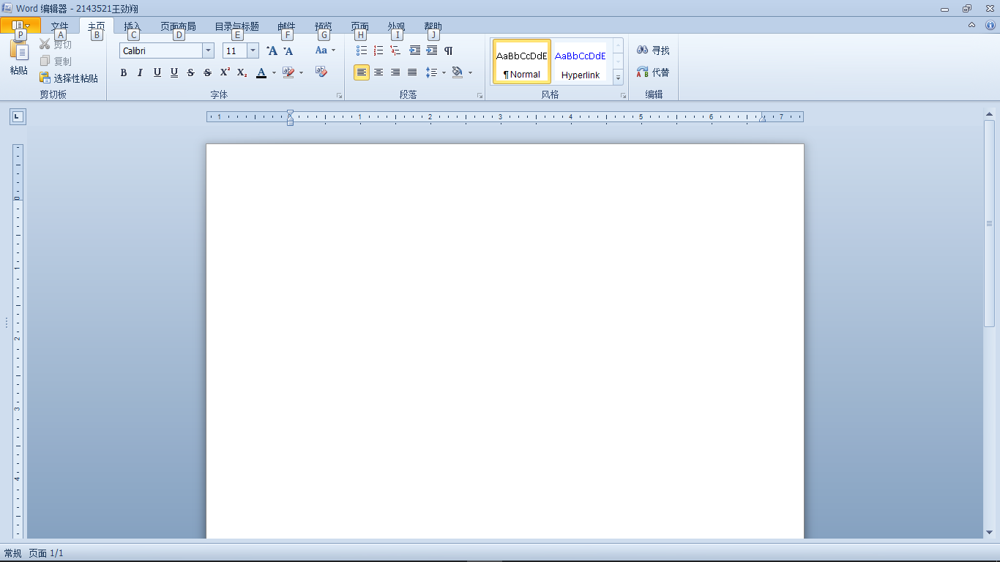 Word 编辑器 - 2143521王劲翔
文件 主页 插入 页面布局 目录与标题 邮件 预览 页面 外观 帮助
P A B C D E F G H I J
粘贴
剪切
复制
选择性粘贴
剪切板
Calibri 11 Aa
B I U U S S X² X₂ A ab
字体
段落
AaBbCcDdE AaBbCcDdE
¶ Normal Hyperlink
风格
寻找
代替
编辑
1 1 2 3 4 5 6 7
0
1
2
3
4
常规 页面 1/1